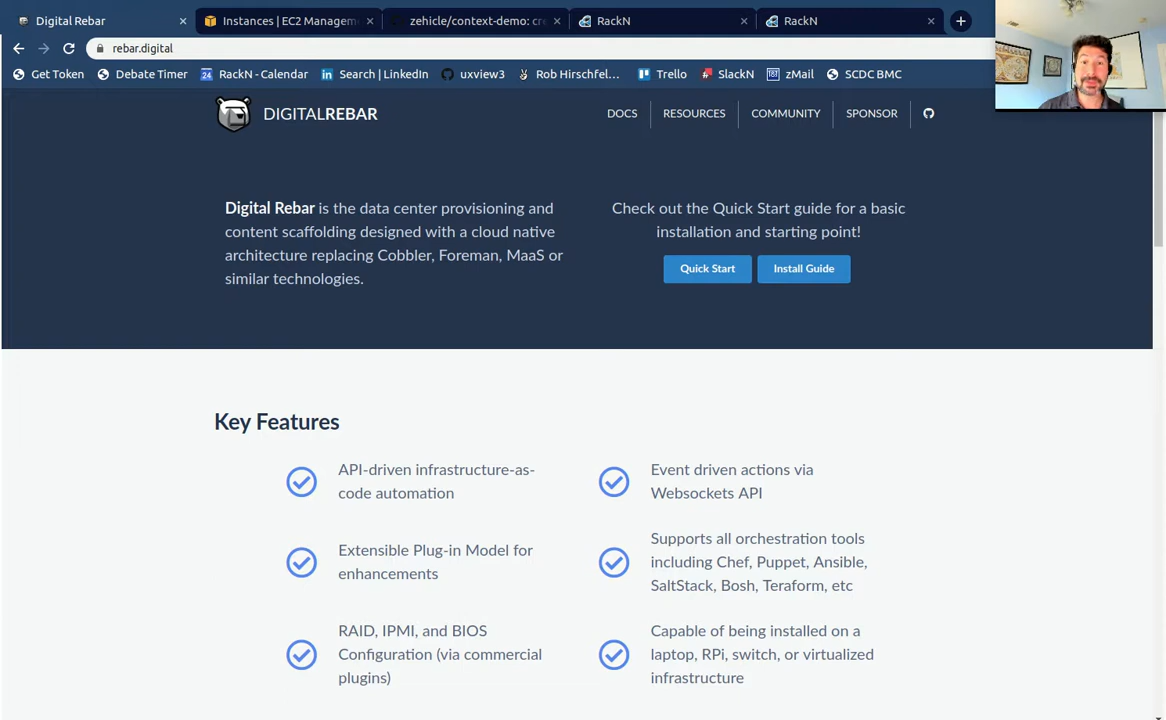 Digital Rebar
Instances | EC2 Managem
zehicle/context-demo: cr
RackN
RackN
rebar.digital
Get Token
Debate Timer
RackN - Calendar
Search | LinkedIn
uxview3
Rob Hirschfel...
Trello
SlackN
zMail
SCDC BMC
DIGITALREBAR
DOCS
RESOURCES
COMMUNITY
SPONSOR
Digital Rebar is the data center provisioning and
content scaffolding designed with a cloud native
architecture replacing Cobbler, Foreman, MaaS or
similar technologies.
Check out the Quick Start guide for a basic
installation and starting point!
Quick Start
Install Guide
Key Features
API-driven infrastructure-as-
code automation
Event driven actions via
Websockets API
Extensible Plug-in Model for
enhancements
Supports all orchestration tools
including Chef, Puppet, Ansible,
SaltStack, Bosh, Terraform, etc
RAID, IPMI, and BIOS
Configuration (via commercial
plugins)
Capable of being installed on a
laptop, RPi, switch, or virtualized
infrastructure